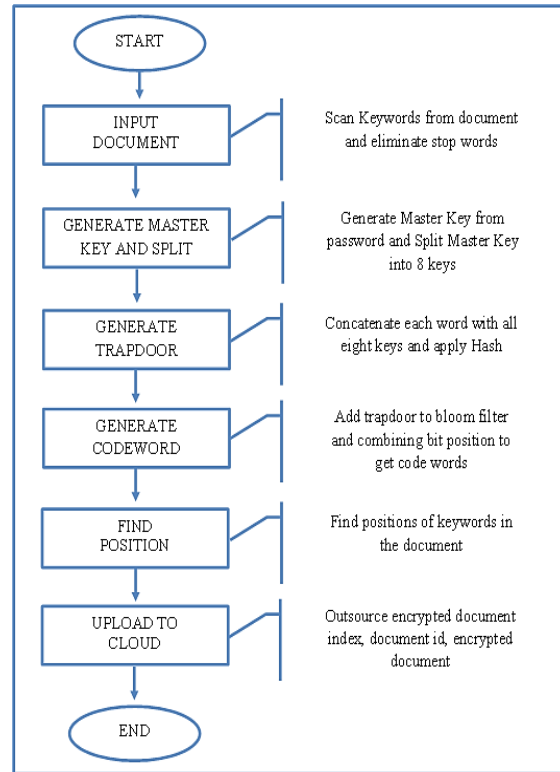 START
INPUT
DOCUMENT
Scan Keywords from document
and eliminate stop words
GENERATE MASTER
KEY AND SPLIT
Generate Master Key from
password and Split Master Key
into 8 keys
GENERATE
TRAPDOOR
Concatenate each word with all
eight keys and apply Hash
GENERATE
CODEWORD
Add trapdoor to bloom filter
and combining bit position to
get code words
FIND
POSITION
Find positions of keywords in
the document
UPLOAD TO
CLOUD
Outsource encrypted document
index, document id, encrypted
document
END